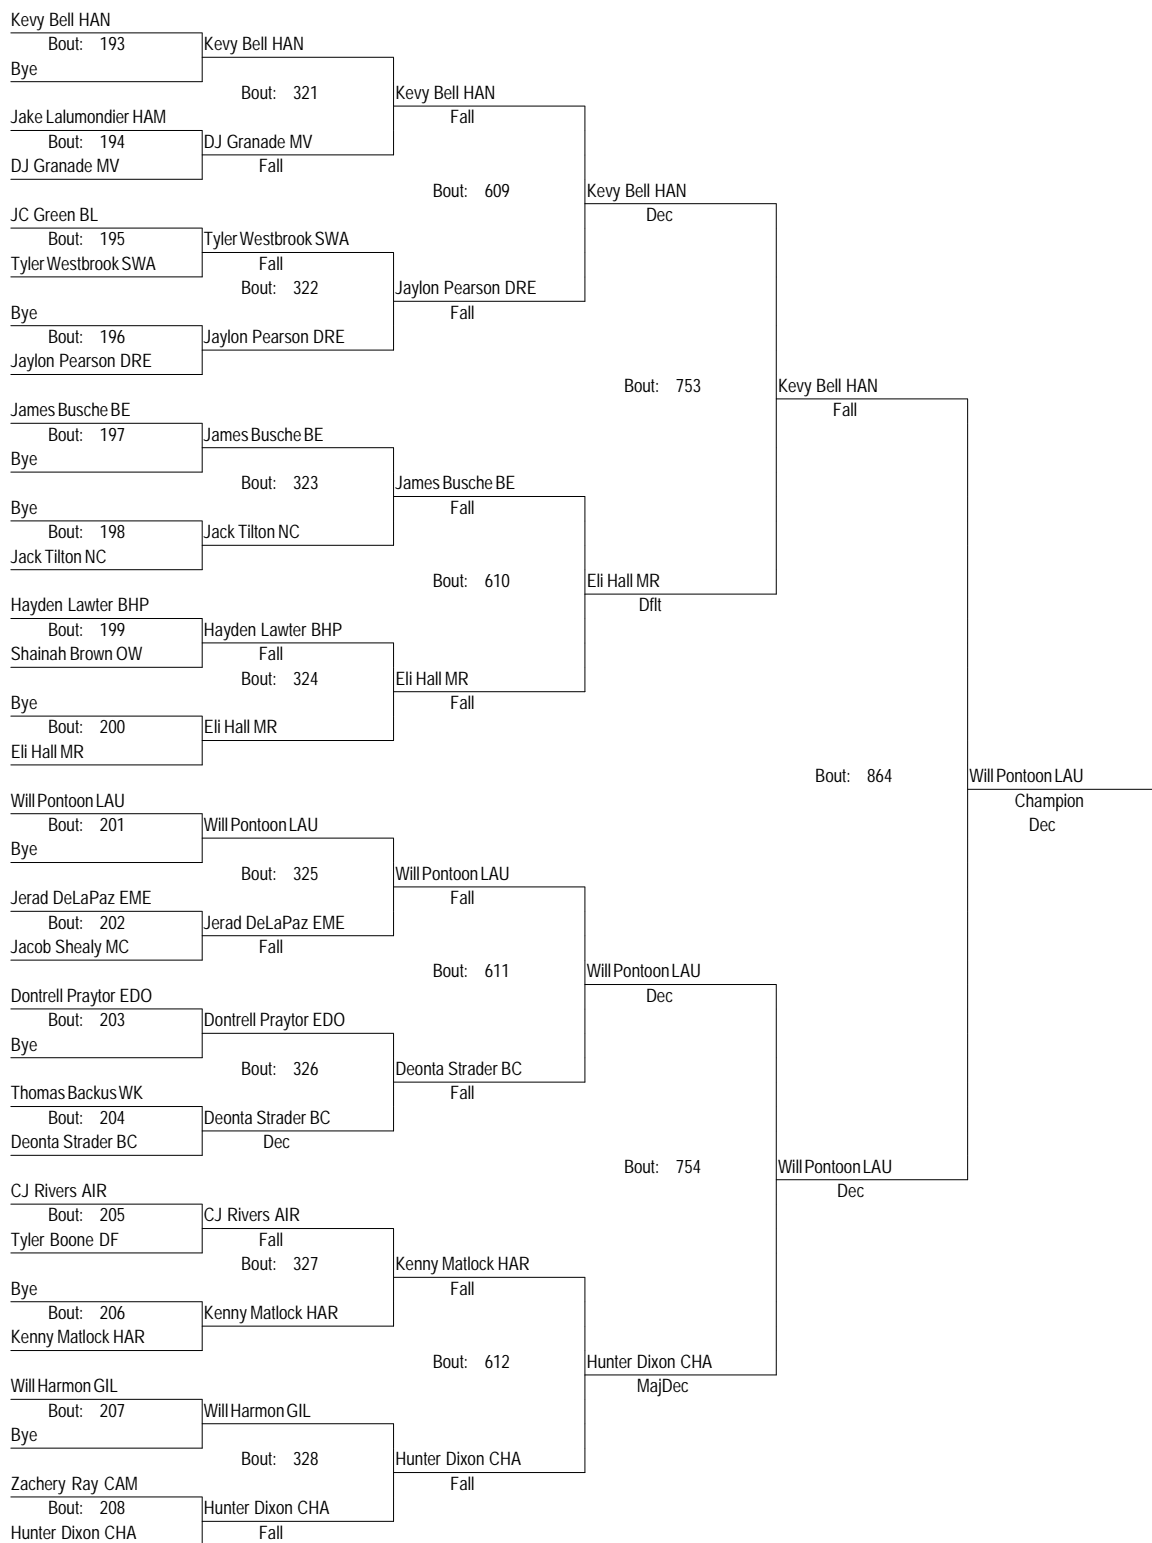 Kevy Bell HAN
Bout: 193 Kevy Bell HAN
Bye
Bout: 321 Kevy Bell HAN
Jake Lalumondier HAM Fall
Bout: 194 DJ Granade MV
DJ Granade MV Fall
Bout: 609 Kevy Bell HAN
JC Green BL Dec
Bout: 195 Tyler Westbrook SWA
Tyler Westbrook SWA Fall
Bout: 322 Jaylon Pearson DRE
Bye Fall
Bout: 196 Jaylon Pearson DRE
Jaylon Pearson DRE
Bout: 753 Kevy Bell HAN
James Busche BE Fall
Bout: 197 James Busche BE
Bye
Bout: 323 James Busche BE
Bye Fall
Bout: 198 Jack Tilton NC
Jack Tilton NC
Bout: 610 Eli Hall MR
Hayden Lawter BHP Dflt
Bout: 199 Hayden Lawter BHP
Shainah Brown OW Fall
Bout: 324 Eli Hall MR
Bye Fall
Bout: 200 Eli Hall MR
Eli Hall MR
Bout: 864 Will Pontoon LAU
Will Pontoon LAU Champion
Bout: 201 Will Pontoon LAU Dec
Bye
Bout: 325 Will Pontoon LAU
Jerad DeLaPaz EME Fall
Bout: 202 Jerad DeLaPaz EME
Jacob Shealy MC Fall
Bout: 611 Will Pontoon LAU
Dontrell Praytor EDO Dec
Bout: 203 Dontrell Praytor EDO
Bye
Bout: 326 Deonta Strader BC
Thomas Backus WK Fall
Bout: 204 Deonta Strader BC
Deonta Strader BC Dec
Bout: 754 Will Pontoon LAU
CJ Rivers AIR Dec
Bout: 205 CJ Rivers AIR
Tyler Boone DF Fall
Bout: 327 Kenny Matlock HAR
Bye Fall
Bout: 206 Kenny Matlock HAR
Kenny Matlock HAR
Bout: 612 Hunter Dixon CHA
Will Harmon GIL MajDec
Bout: 207 Will Harmon GIL
Bye
Bout: 328 Hunter Dixon CHA
Zachery Ray CAM Fall
Bout: 208 Hunter Dixon CHA
Hunter Dixon CHA Fall